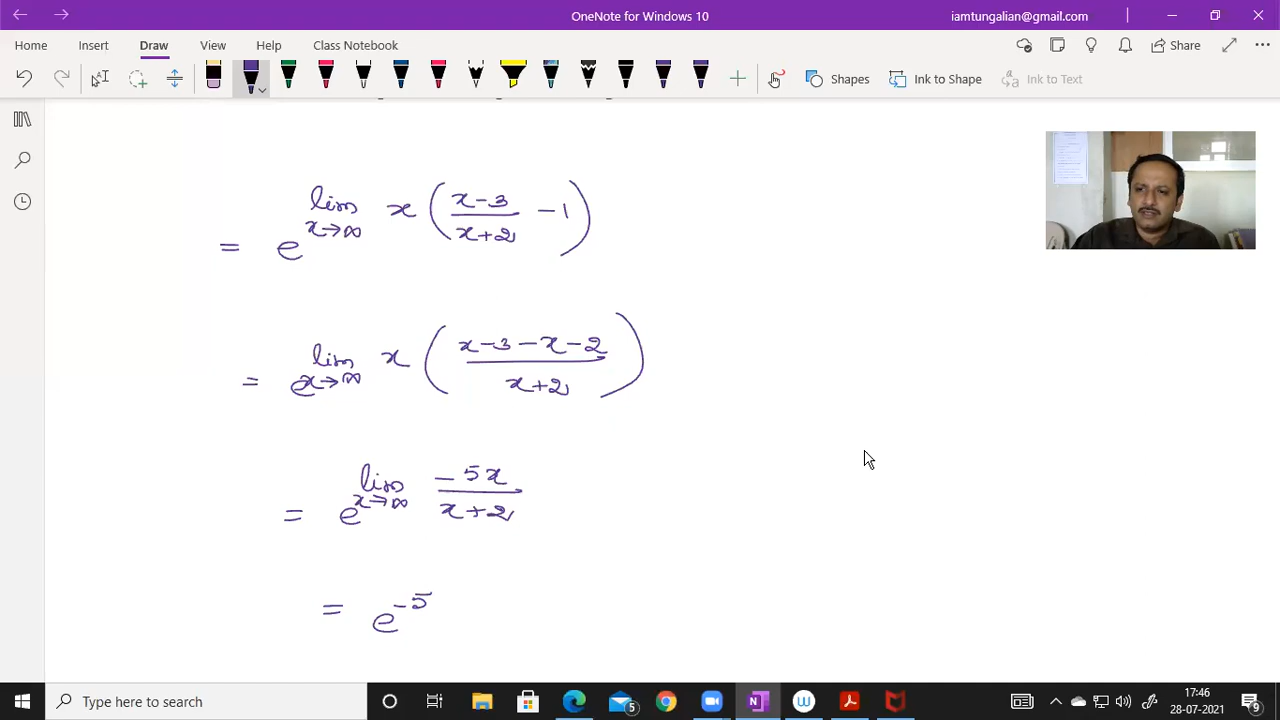 OneNote for Windows 10
iamtungalian@gmail.com
Home Insert Draw View Help Class Notebook Share
Shapes Ink to Shape Ink to Text
= e^{lim x→∞ x ((x-3)/(x+2) - 1)}
= e^{lim x→∞ x ((x-3-x-2)/(x+2))}
= e^{lim x→∞ -5x/(x+2)}
= e^{-5}
Type here to search
5
W
N
17:46
28-07-2021
9